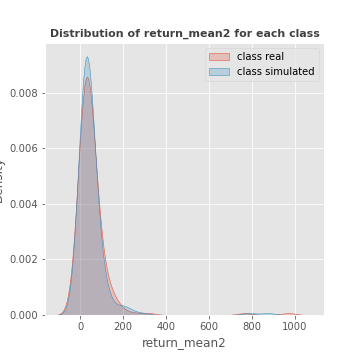 Distribution of return_mean2 for each class
class real
class simulated
0.008
0.006
0.004
0.002
0.000
0 200 400 600 800 1000
return_mean2